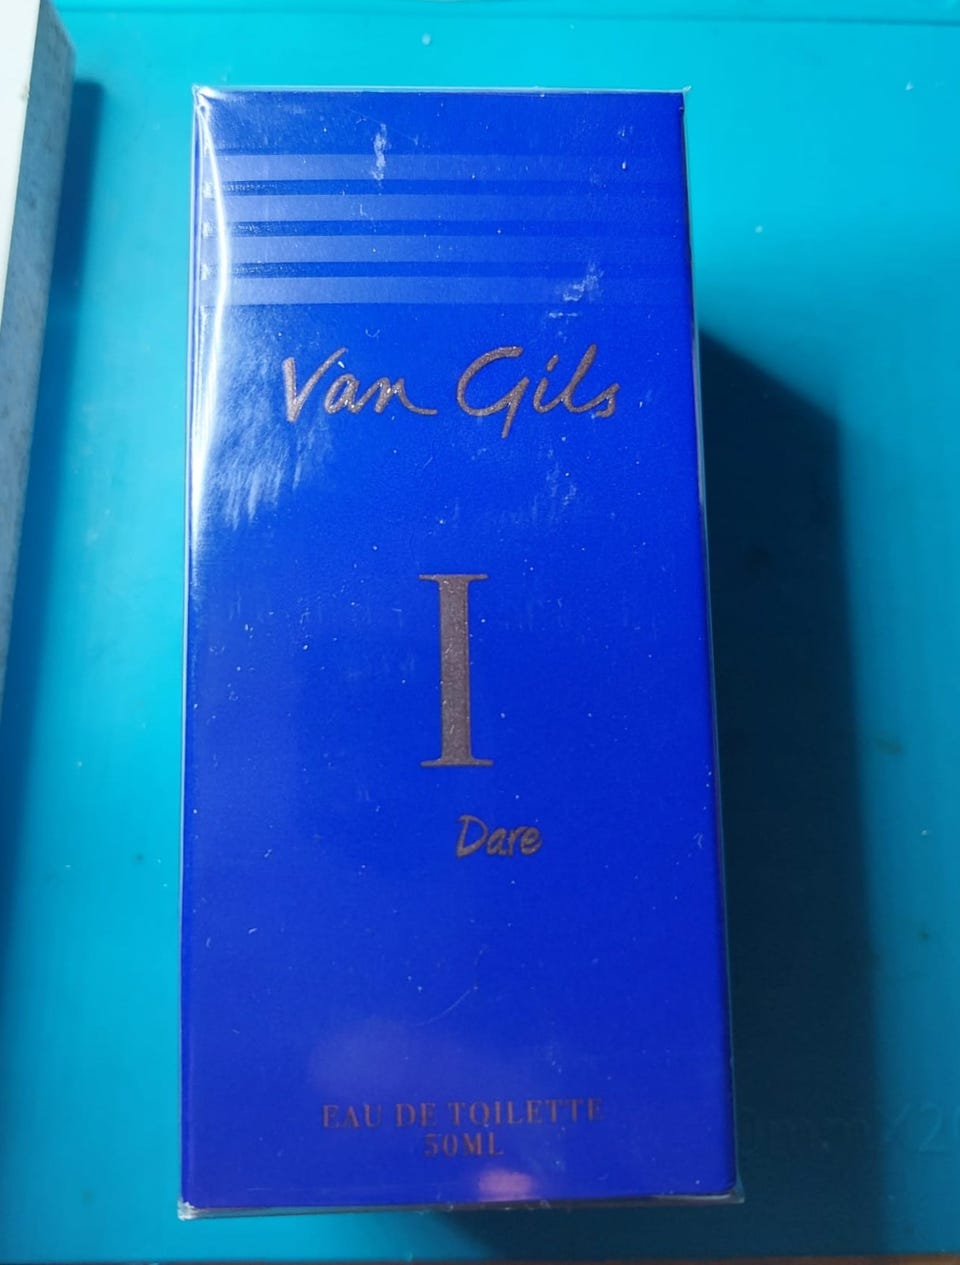 Van Gils
I
Dare
EAU DE TOILETTE
50ML